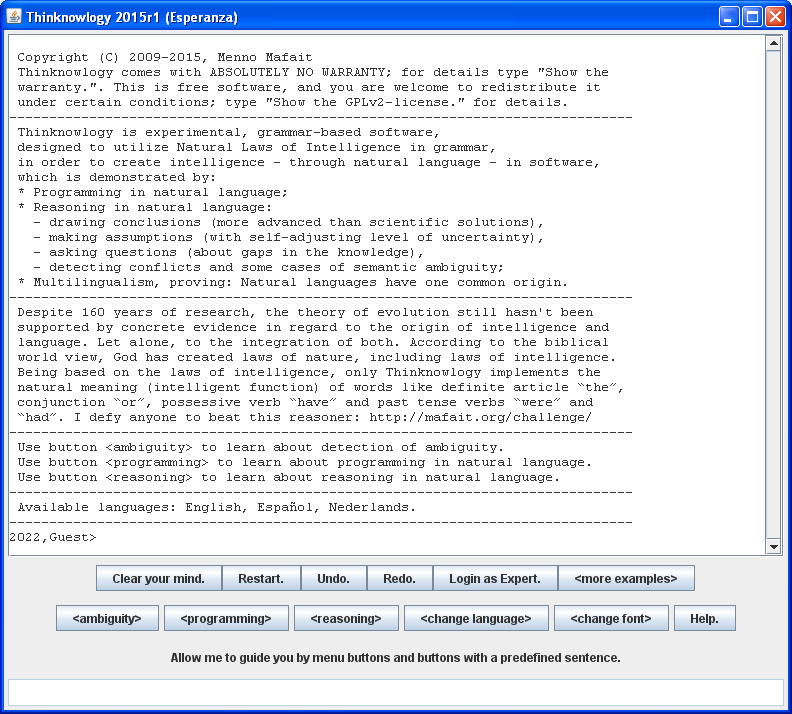 Thinknowlogy 2015r1 (Esperanza)
Copyright (C) 2009-2015, Menno Mafait
Thinknowlogy comes with ABSOLUTELY NO WARRANTY; for details type "Show the
warranty.". This is free software, and you are welcome to redistribute it
under certain conditions; type "Show the GPLv2-license." for details.
Thinknowlogy is experimental, grammar-based software,
designed to utilize Natural Laws of Intelligence in grammar,
in order to create intelligence - through natural language - in software,
which is demonstrated by:
* Programming in natural language;
* Reasoning in natural language:
- drawing conclusions (more advanced than scientific solutions),
- making assumptions (with self-adjusting level of uncertainty),
- asking questions (about gaps in the knowledge),
- detecting conflicts and some cases of semantic ambiguity;
* Multilingualism, proving: Natural languages have one common origin.
Despite 160 years of research, the theory of evolution still hasn't been
supported by concrete evidence in regard to the origin of intelligence and
language. Let alone, to the integration of both. According to the biblical
world view, God has created laws of nature, including laws of intelligence.
Being based on the laws of intelligence, only Thinknowlogy implements the
natural meaning (intelligent function) of words like definite article “the”,
conjunction “or”, possessive verb “have” and past tense verbs “were” and
“had”. I defy anyone to beat this reasoner: http://mafait.org/challenge/
Use button <ambiguity> to learn about detection of ambiguity.
Use button <programming> to learn about programming in natural language.
Use button <reasoning> to learn about reasoning in natural language.
Available languages: English, Español, Nederlands.
2022,Guest>
Clear your mind. Restart. Undo. Redo. Login as Expert. <more examples>
<ambiguity> <programming> <reasoning> <change language> <change font> Help.
Allow me to guide you by menu buttons and buttons with a predefined sentence.